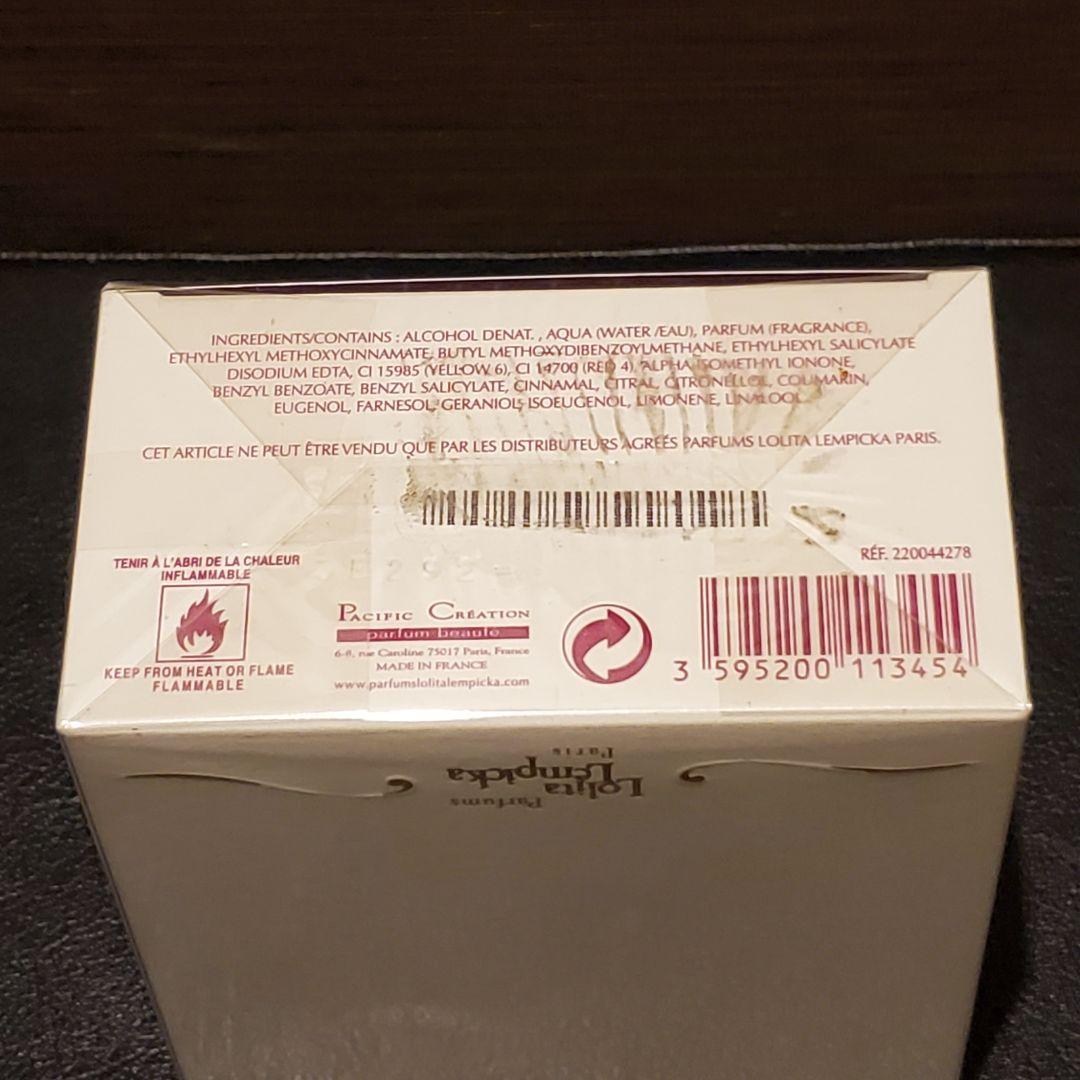 INGREDIENTS/CONTAINS : ALCOHOL DENAT. , AQUA (WATER /EAU), PARFUM (FRAGRANCE),
ETHYLHEXYL METHOXYCINNAMATE, BUTYL METHOXYDIBENZOYLMETHANE, ETHYLHEXYL SALICYLATE
DISODIUM EDTA, CI 15985 (YELLOW 6), CI 14700 (RED 4), ALPHA ISOMETHYL IONONE,
BENZYL BENZOATE, BENZYL SALICYLATE, CINNAMAL, CITRAL, CITRONELLOL, COUMARIN,
EUGENOL, FARNESOL, GERANIOL, ISOEUGENOL, LIMONENE, LINALOOL.
CET ARTICLE NE PEUT ÊTRE VENDU QUE PAR LES DISTRIBUTEURS AGREÉS PARFUMS LOLITA LEMPICKA PARIS.
TENIR À L'ABRI DE LA CHALEUR
INFLAMMABLE
KEEP FROM HEAT OR FLAME
FLAMMABLE
PACIFIC CRÉATION
parfum beauté
6-8, rue Caroline 75017 Paris, France
MADE IN FRANCE
www.parfumslolitalempicka.com
RÉF. 220044278
3 595200 113454
Parfums
Lolita
Lempicka
Paris